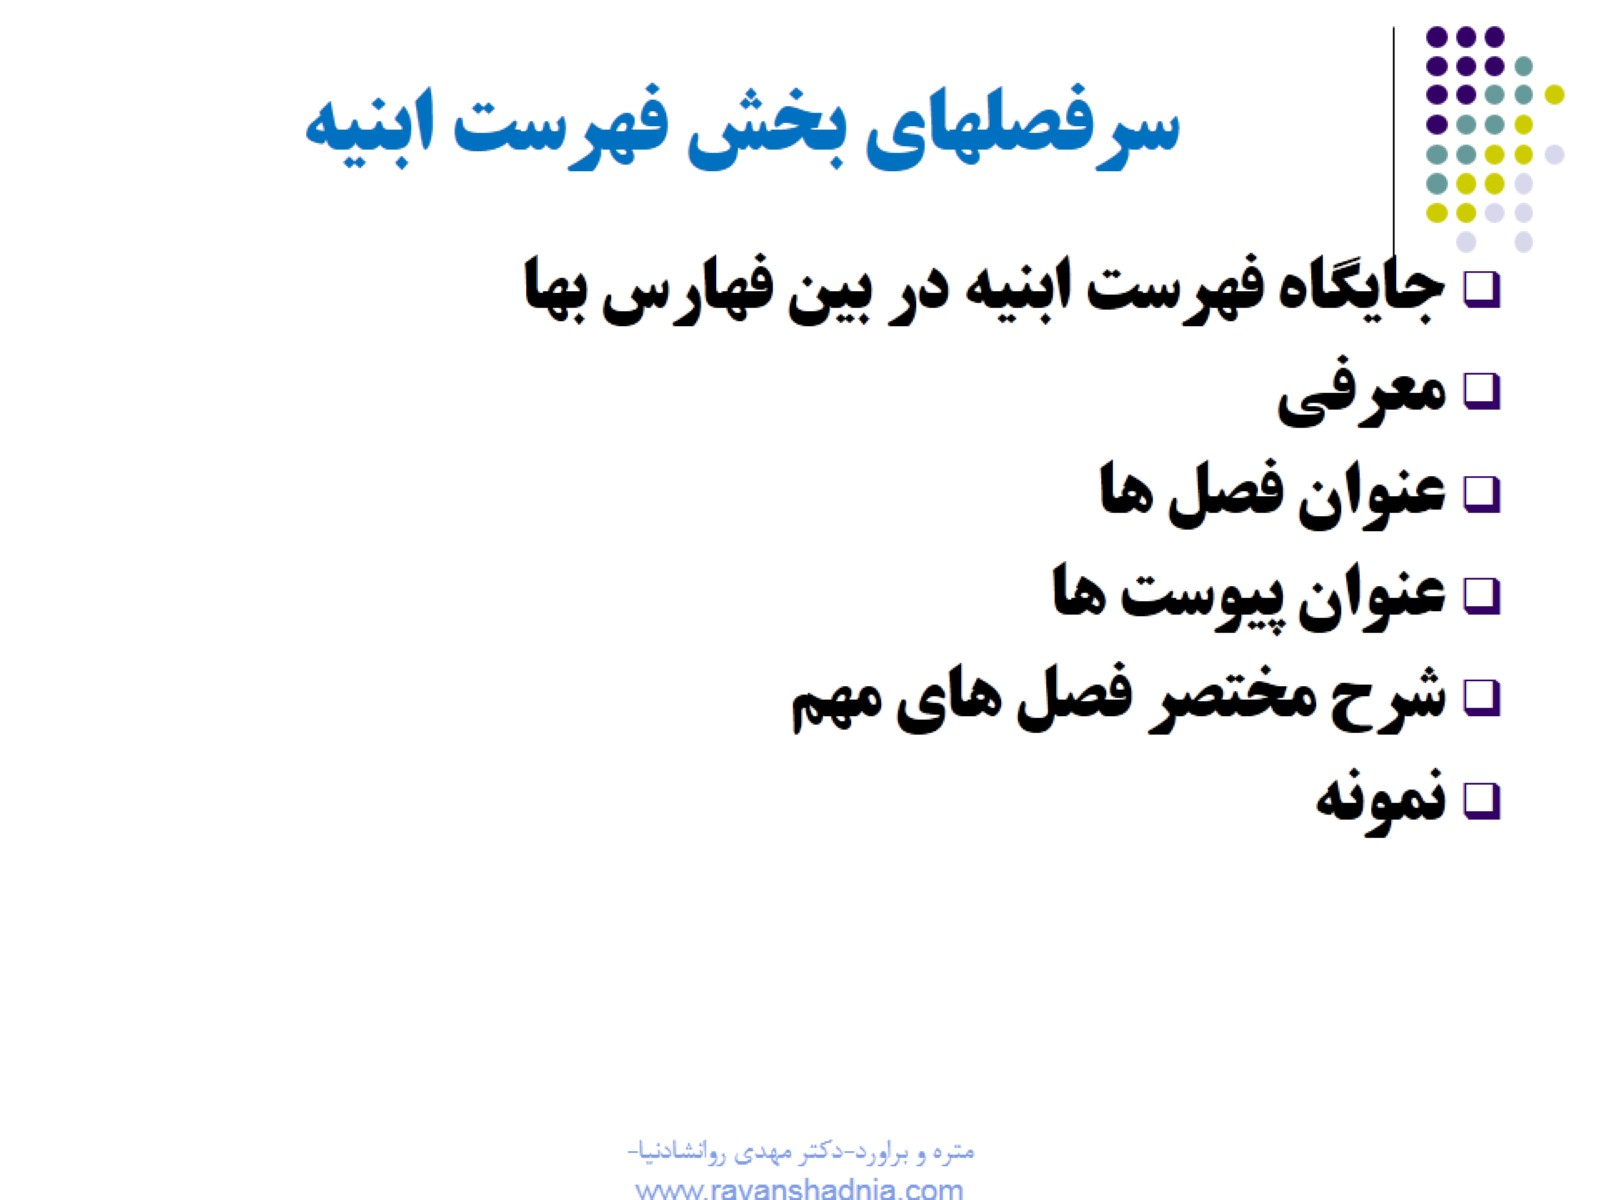 سرفصلهای بخش فهرست ابنیه
جایگاه فهرست ابنیه در بین فهارس بها
معرفی
عنوان فصل ها
عنوان پیوست ها
شرح مختصر فصل های مهم
نمونه
متره و براورد-دکتر مهدی روانشادنیا-
www.ravanshadnia.com